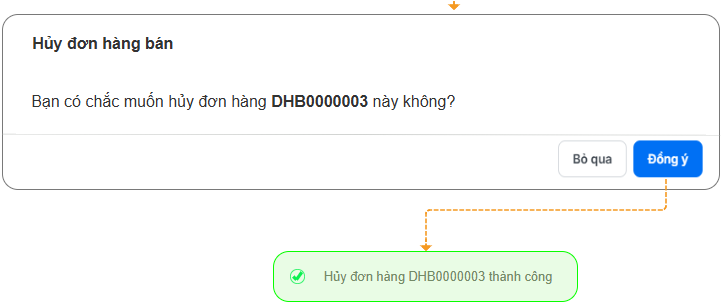 Hủy đơn hàng bán
Bạn có chắc muốn hủy đơn hàng DHB0000003 này không?
Bỏ qua
Đồng ý
Hủy đơn hàng DHB0000003 thành công